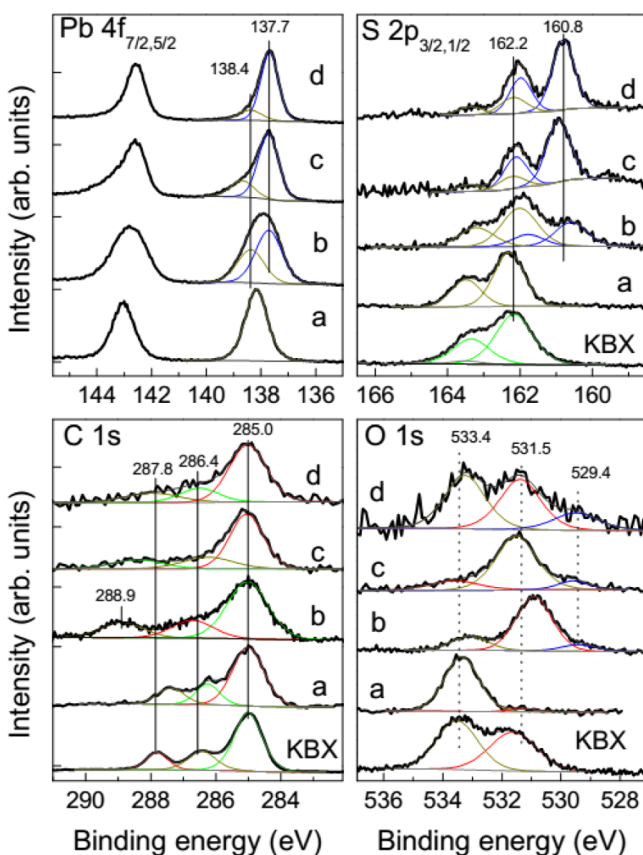 Pb 4f
7/2,5/2
137.7
138.4
d
c
b
a
144 142 140 138 136
Intensity (arb. units)
S 2p3/2,1/2
162.2
160.8
d
c
b
a
KBX
166 164 162 160
C 1s
285.0
287.8
286.4
d
c
288.9
b
a
KBX
290 288 286 284
Binding energy (eV)
Intensity (arb. units)
O 1s
533.4
531.5
529.4
d
c
b
a
KBX
536 534 532 530 528
Binding energy (eV)